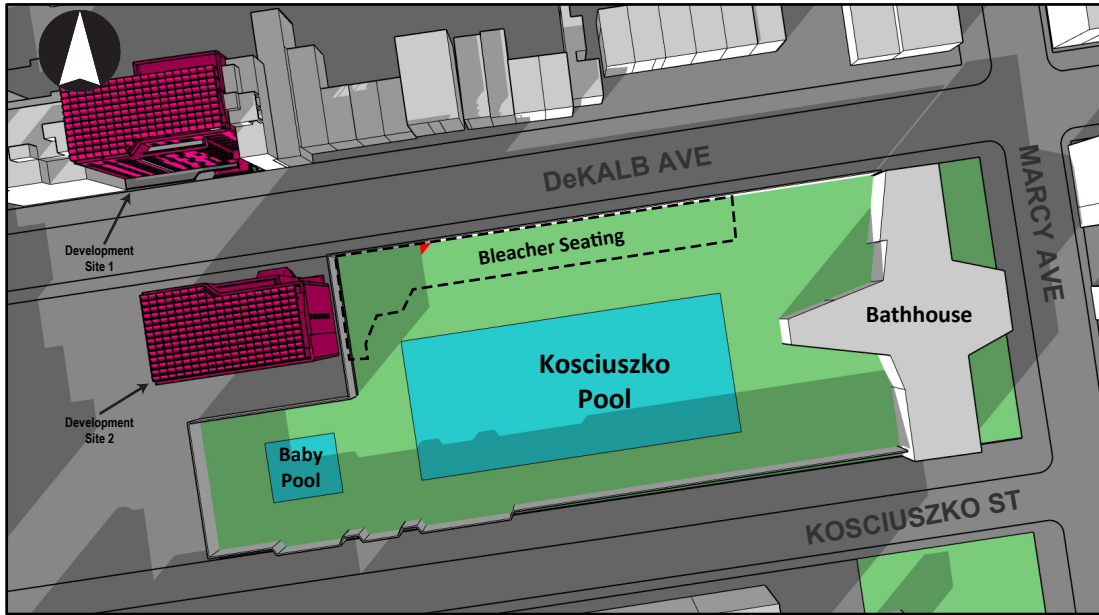 DeKALB AVE
MARCY AVE
Development
Site 1
Bleacher Seating
Bathhouse
Kosciuszko
Pool
Development
Site 2
Baby
Pool
KOSCIUSZKO ST